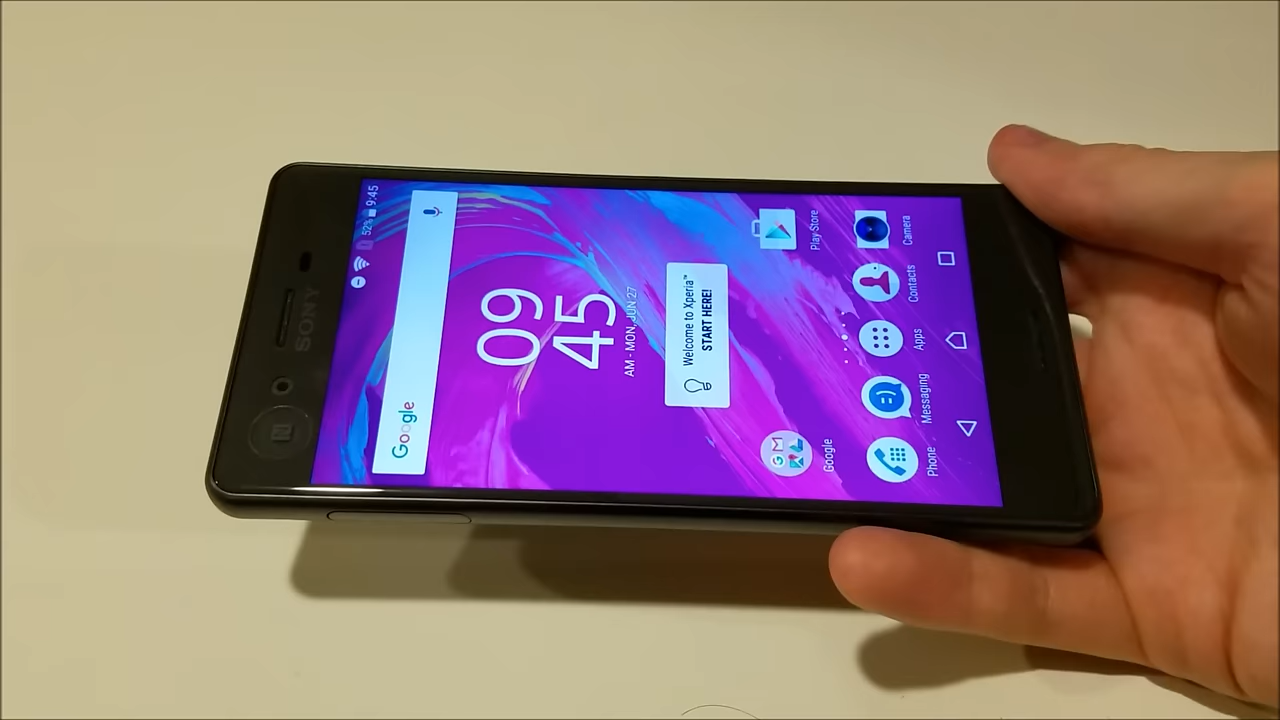 SONY
52% 9:45
Google
09
45
AM - MON, JUN 27
Welcome to Xperia™
START HERE!
Google
Play Store
Phone
Messaging
Apps
Contacts
Camera